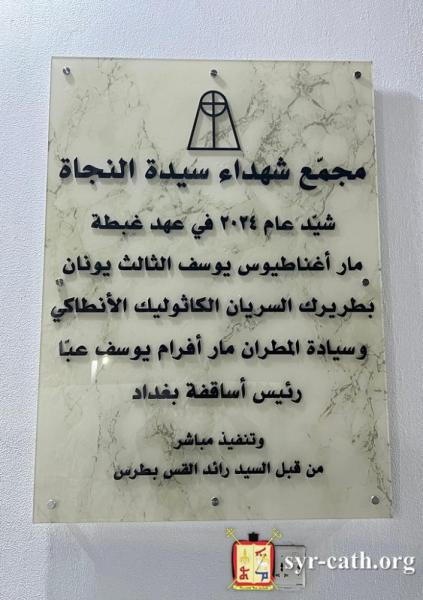 مجمّع شهداء سيدة النجاة
شيّد عام ٢٠٢٤ في عهد غبطة
مار أغناطيوس يوسف الثالث يونان
بطريرك السريان الكاثوليك الأنطاكي
وسيادة المطران مار أفرام يوسف عبّا
رئيس أساقفة بغداد
وتنفيذ مباشر
من قبل السيد رائد القس بطرس
syr-cath.org